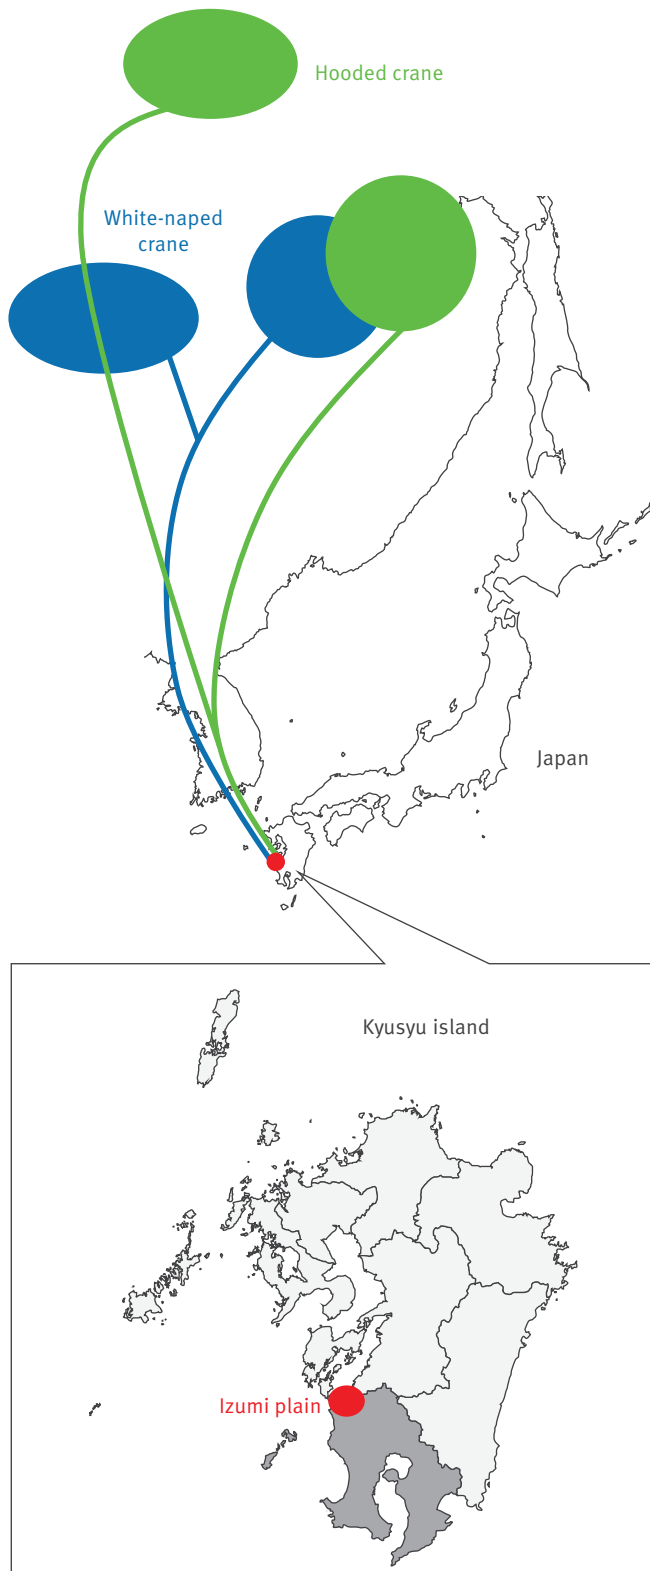 Hooded crane
White-naped
crane
Japan
Kyusyu island
Izumi plain